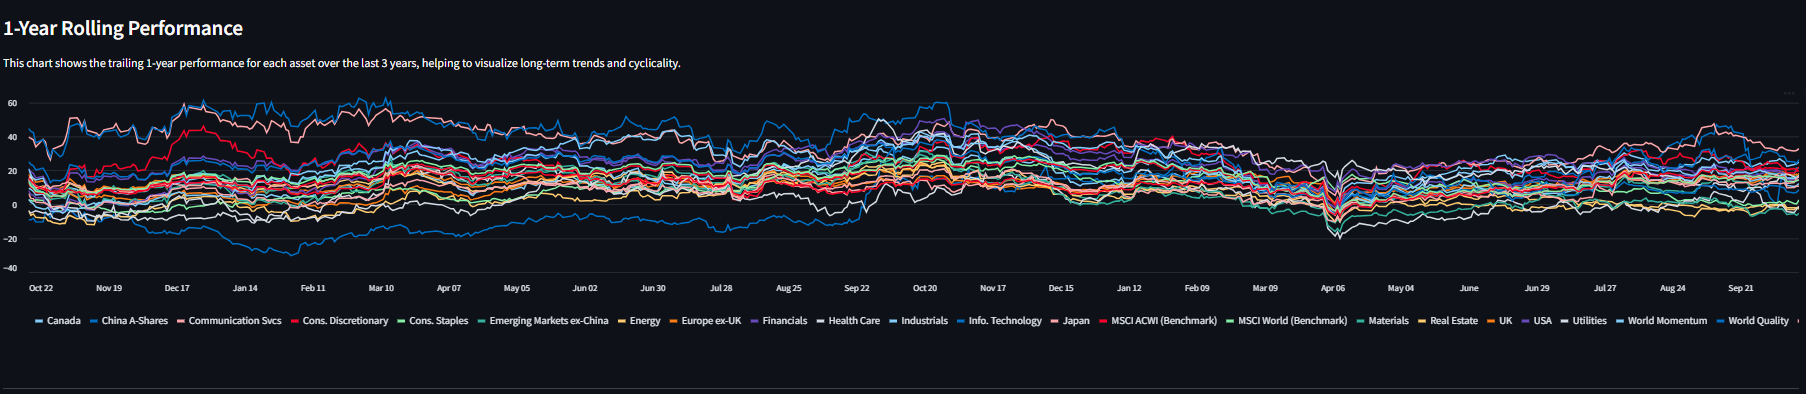 1-Year Rolling Performance
This chart shows the trailing 1-year performance for each asset over the last 3 years, helping to visualize long-term trends and cyclicality.
60
40
20
0
−20
−40
Oct 22 Nov 19 Dec 17 Jan 14 Feb 11 Mar 10 Apr 07 May 05 Jun 02 Jun 30 Jul 28 Aug 25 Sep 22 Oct 20 Nov 17 Dec 15 Jan 12 Feb 09 Mar 09 Apr 06 May 04 June Jun 29 Jul 27 Aug 24 Sep 21
Canada China A-Shares Communication Svcs Cons. Discretionary Cons. Staples Emerging Markets ex-China Energy Europe ex-UK Financials Health Care Industrials Info. Technology Japan MSCI ACWI (Benchmark) MSCI World (Benchmark) Materials Real Estate UK USA Utilities World Momentum World Quality